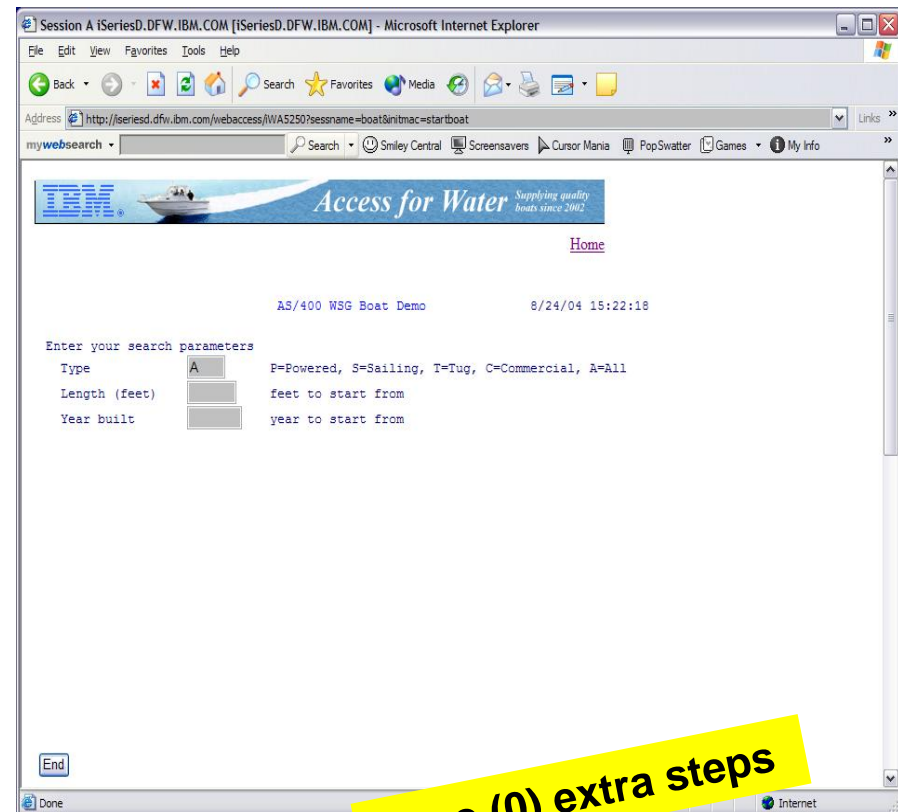 Session A iSeriesD.DFW.IBM.COM [iSeriesD.DFW.IBM.COM] - Microsoft Internet Explorer
File Edit View Favorites Tools Help
Back Search Favorites Media
Address http://iseriesd.dfw.ibm.com/webaccess/iWA5250?sessname=boat&initmac=startboat Links »
mywebsearch Search Smiley Central Screensavers Cursor Mania PopSwatter Games My Info »
IBM® Access for Water Supplying quality
boats since 2002
Home
AS/400 WSG Boat Demo 8/24/04 15:22:18
Enter your search parameters
Type A P=Powered, S=Sailing, T=Tug, C=Commercial, A=All
Length (feet) feet to start from
Year built year to start from
End
(0) extra steps
Done Internet